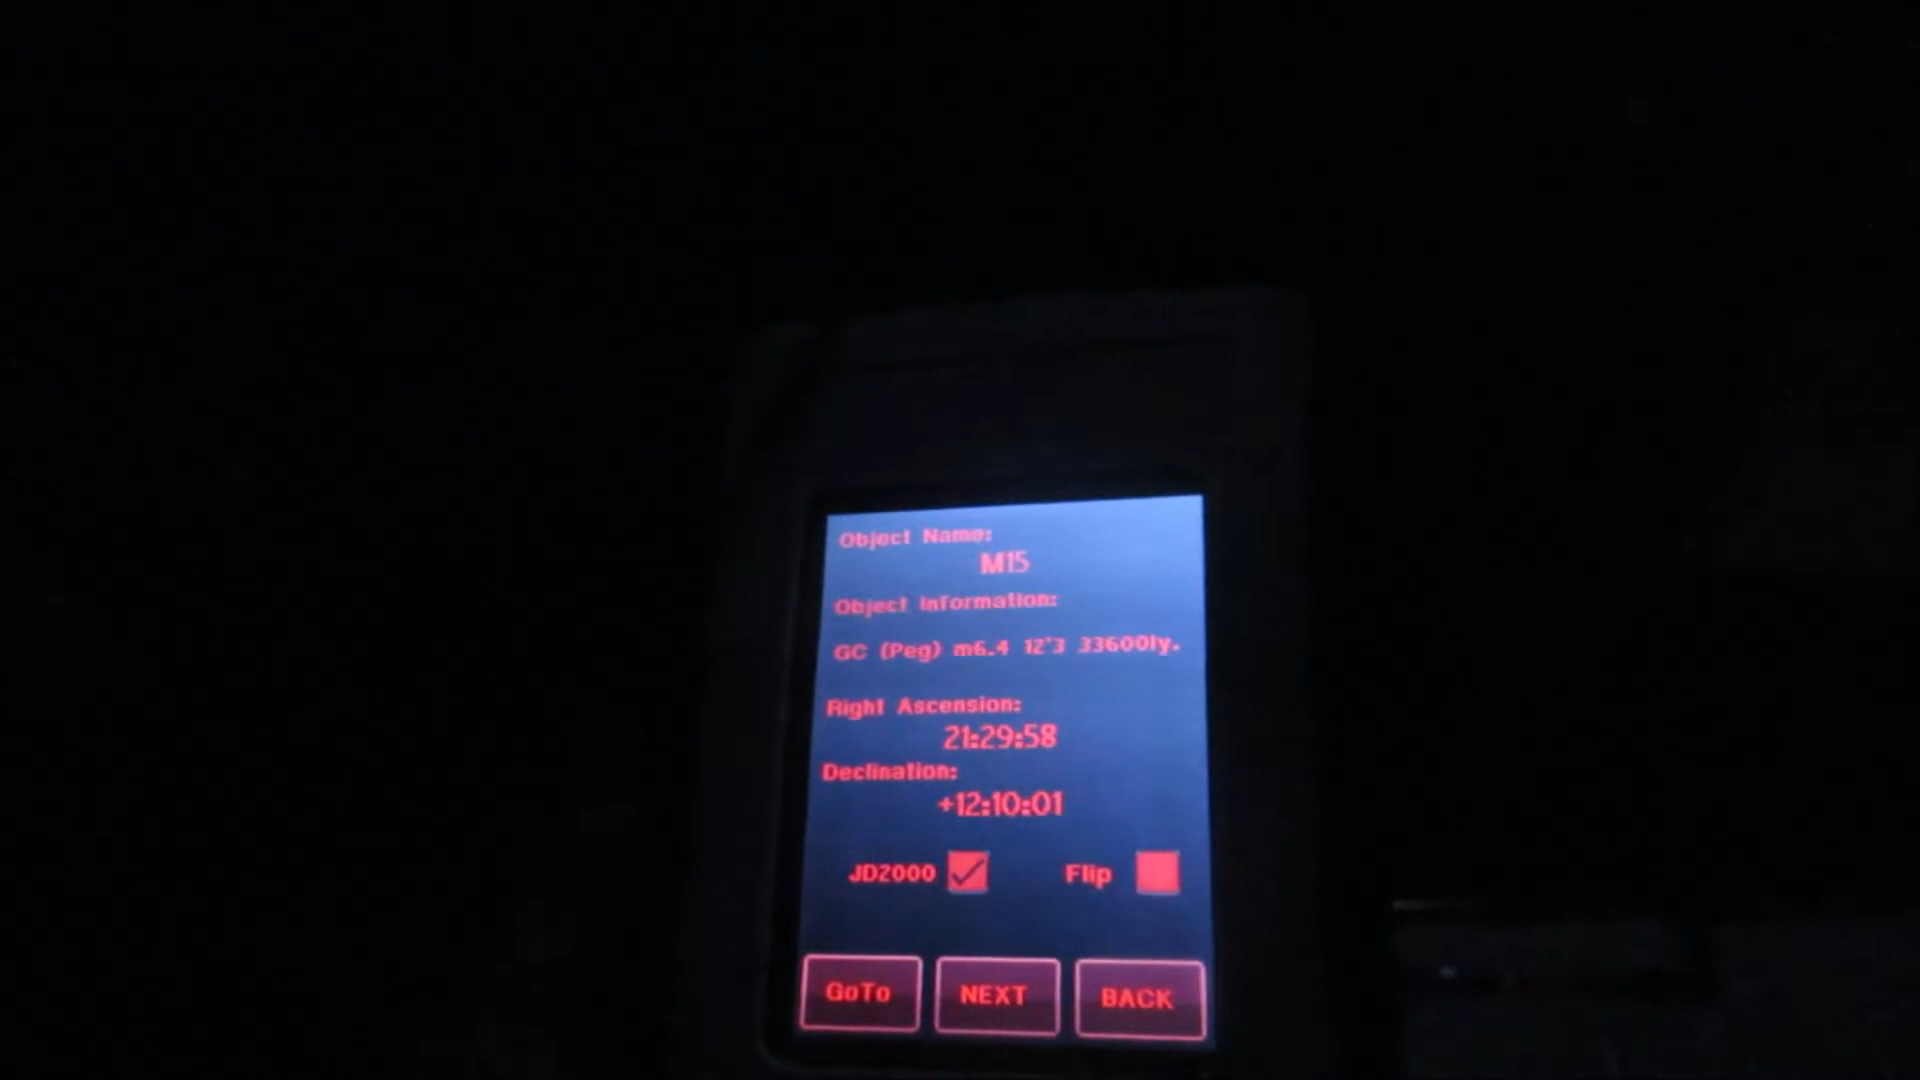 Object Name:
M15
Object Information:
GC (Peg) m6.4 12'3 33600ly.
Right Ascension:
21:29:58
Declination:
+12:10:01
JD2000 Flip
GoTo NEXT BACK